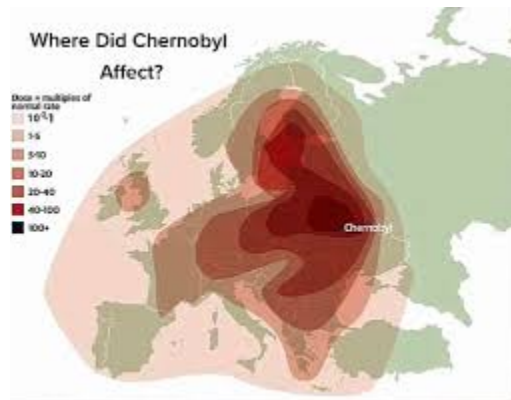 Where Did Chernobyl
Affect?
Dose = multiples of
normal rate
1-5
5-10
10-20
20-40
40-100
100+
Chernobyl